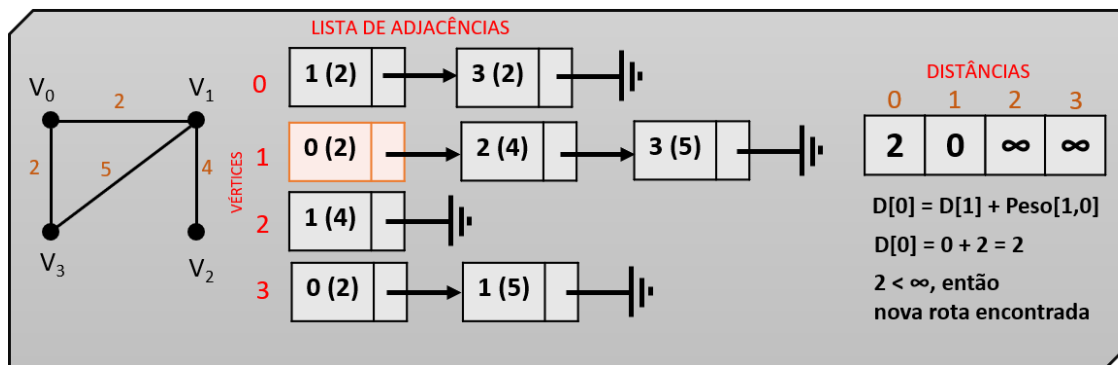 LISTA DE ADJACÊNCIAS
V0 2 V1
2 5 4
V3 V2
VÉRTICES
0 1 (2) 3 (2)
1 0 (2) 2 (4) 3 (5)
2 1 (4)
3 0 (2) 1 (5)
DISTÂNCIAS
0 1 2 3
2 0 ∞ ∞
D[0] = D[1] + Peso[1,0]
D[0] = 0 + 2 = 2
2 < ∞, então
nova rota encontrada